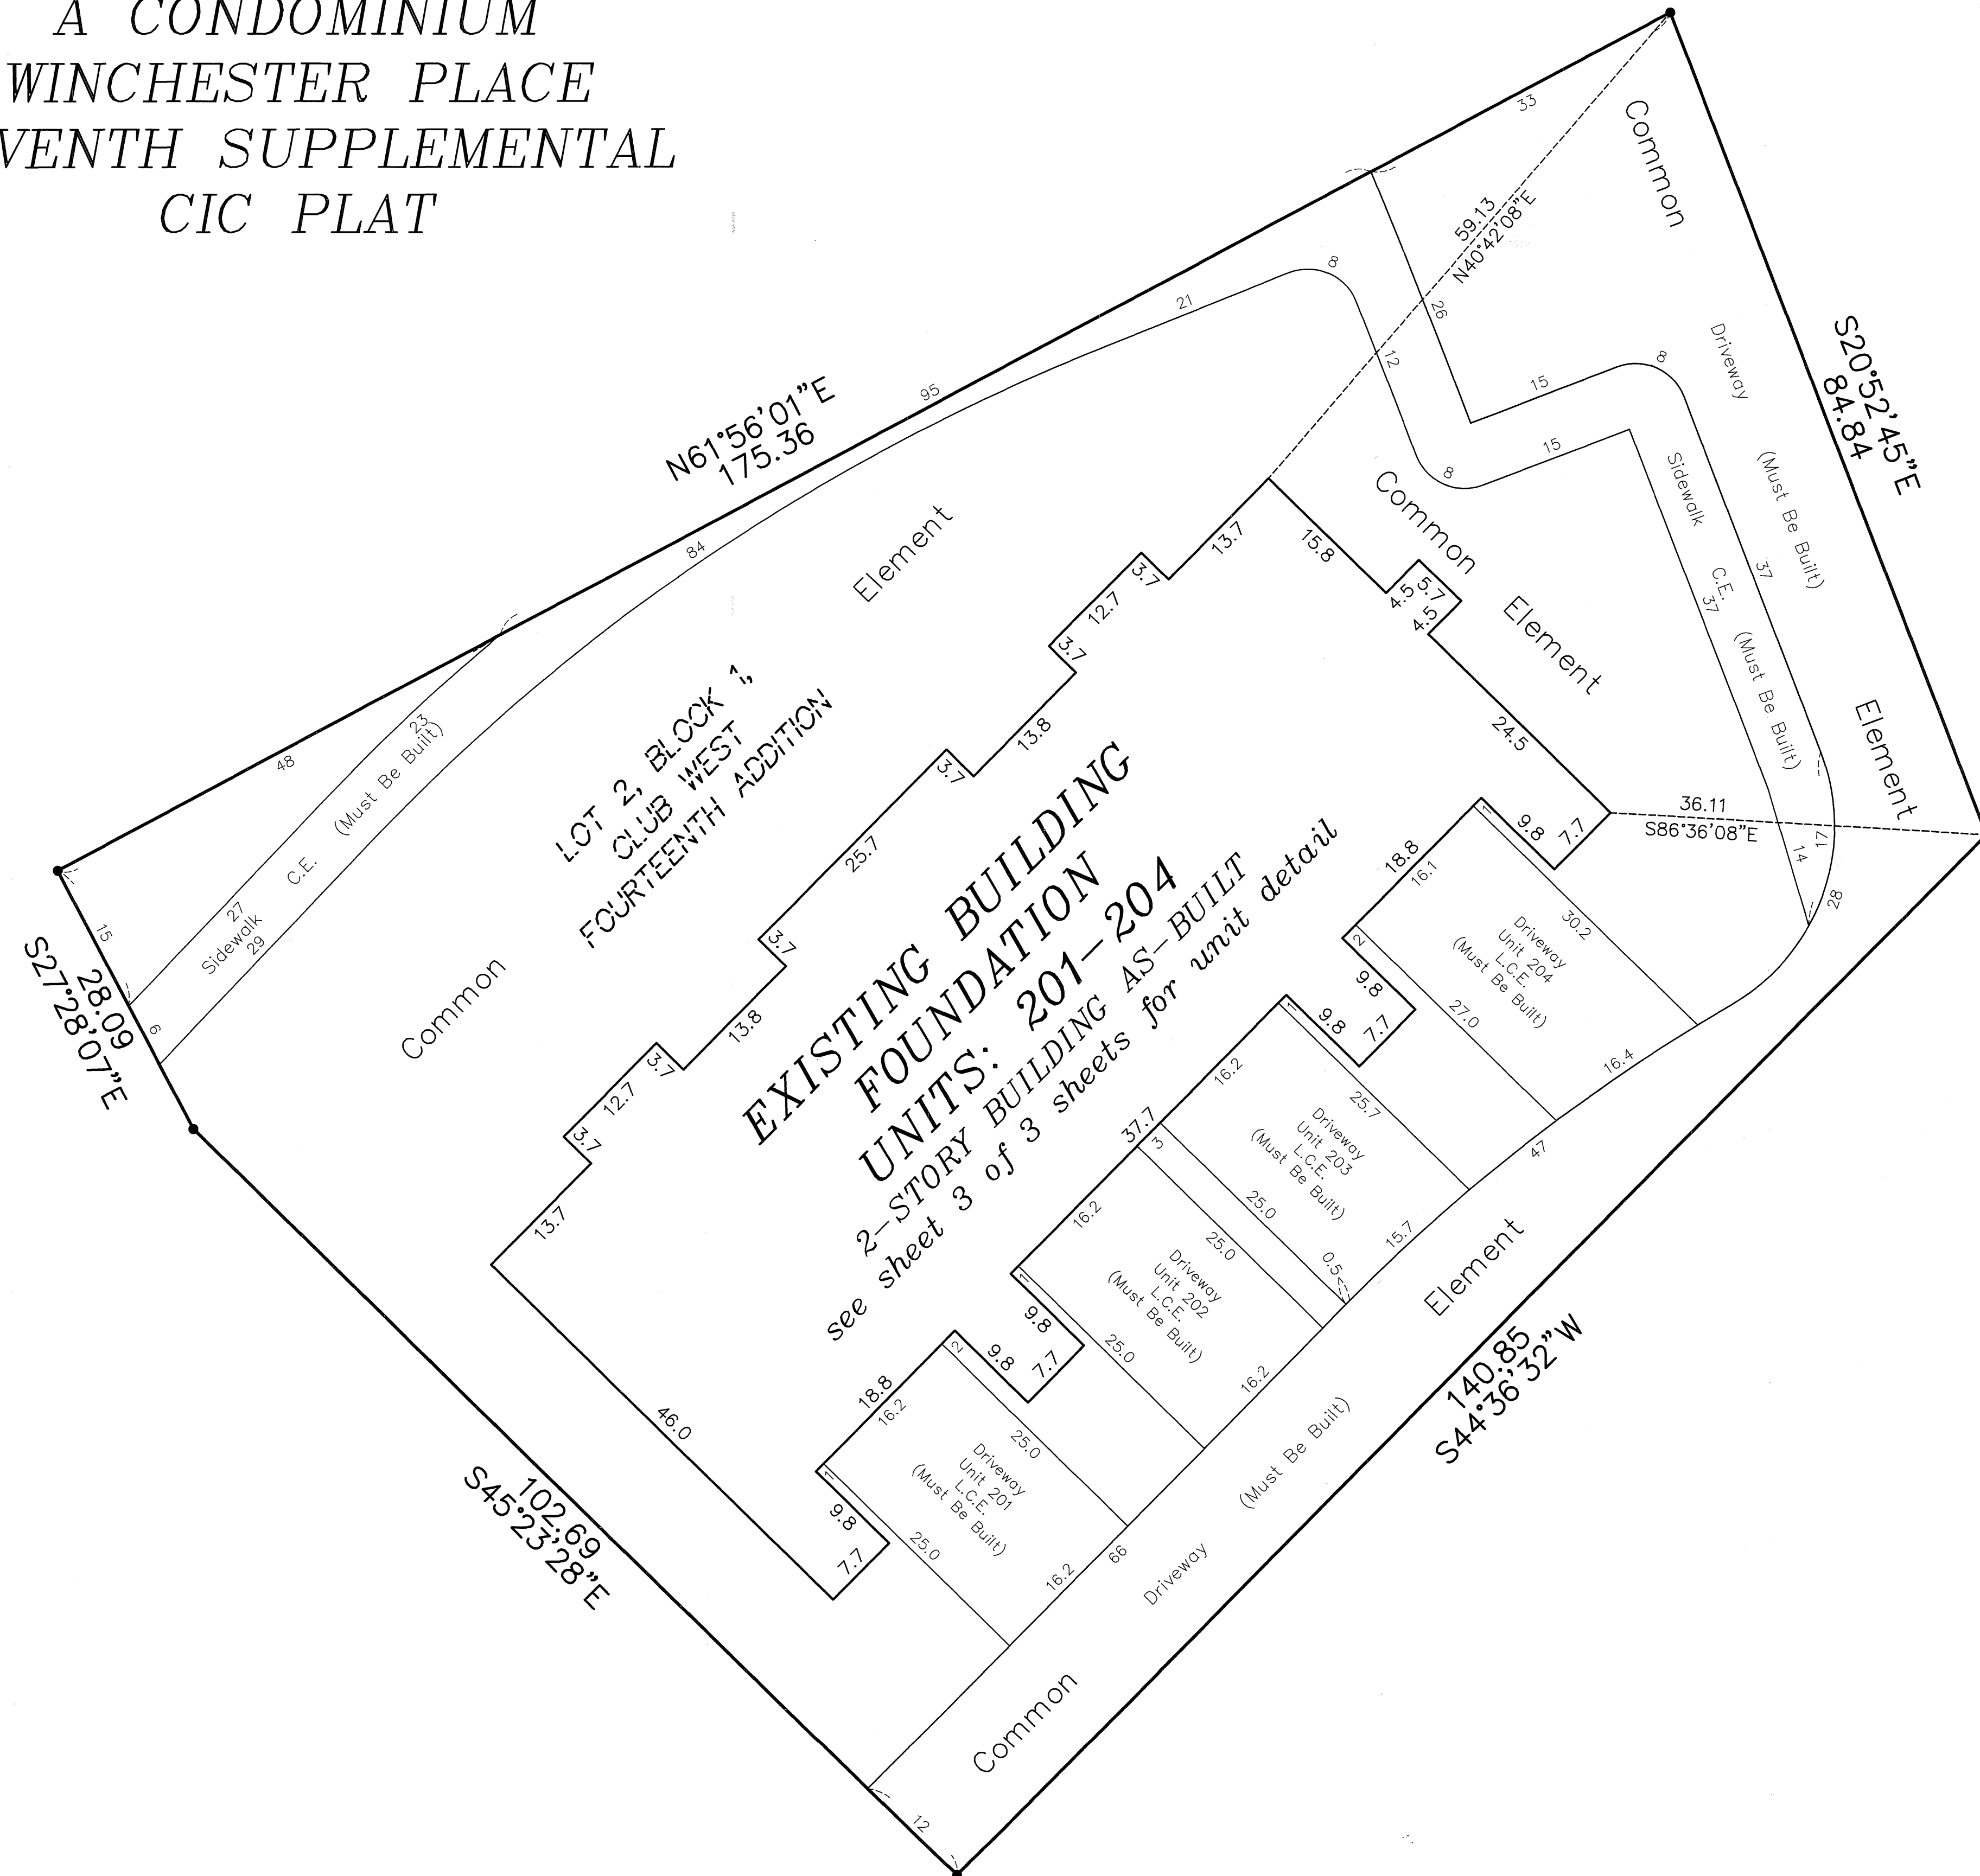 A CONDOMINIUM
WINCHESTER PLACE
VENTH SUPPLEMENTAL
CIC PLAT
33
Common
59.13
N40°42'08"E
26
8
21
12
95
N61°56'01"E
175.36
84
Element
15
8
15
8
Driveway
(Must Be Built)
S20°52'45"E
84.84
Sidewalk
C.E.
(Must Be Built)
37
37
Common
Element
Element
13.7
15.8
4.5
5.7
4.5
24.5
3.7
12.7
3.7
13.8
3.7
25.7
3.7
13.8
3.7
12.7
3.7
13.7
46.0
48
23
(Must Be Built)
C.E.
27
Sidewalk
29
15
6
28.09
S27°28'07"E
Common
LOT 2, BLOCK 1,
CLUB WEST
FOURTEENTH ADDITION
EXISTING BUILDING
FOUNDATION
UNITS: 201-204
2-STORY BUILDING AS-BUILT
see sheet 3 of 3 sheets for unit detail
36.11
S86°36'08"E
14
17
28
1
9.8
7.7
18.8
16.1
30.2
Driveway
Unit 204
L.C.E.
(Must Be Built)
2
9.8
7.7
27.0
16.4
1
9.8
16.2
25.7
Driveway
Unit 203
L.C.E.
(Must Be Built)
37.7
3
25.0
0.5
15.7
47
16.2
25.0
Driveway
Unit 202
L.C.E.
(Must Be Built)
1
9.8
7.7
25.0
16.2
2
9.8
18.8
16.2
25.0
Driveway
Unit 201
L.C.E.
(Must Be Built)
1
9.8
7.7
25.0
16.2
66
Element
140.85
S44°36'32"W
Driveway
(Must Be Built)
102.69
S45°23'28"E
Common
12